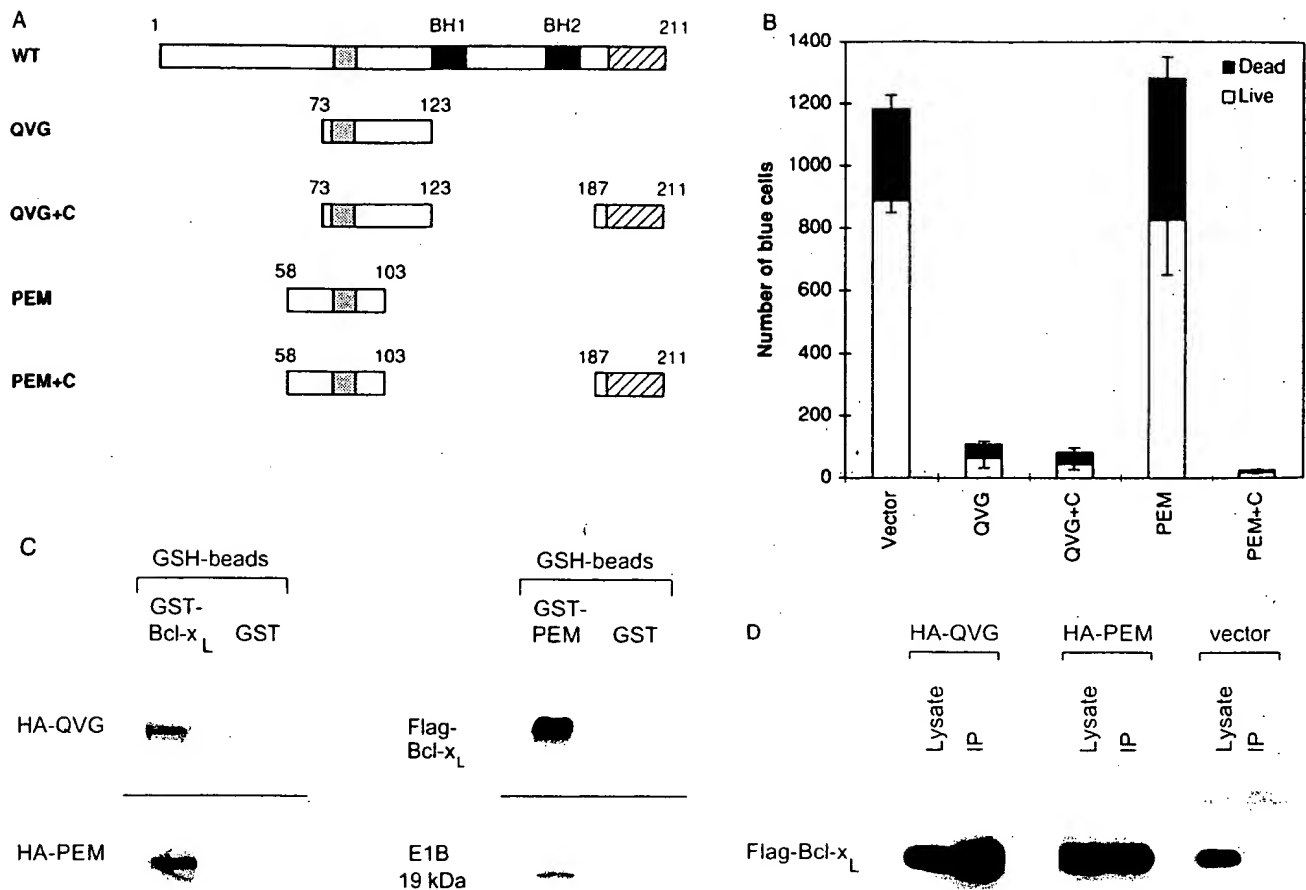 A
1 BH1 BH2 211
WT
73 123
QVG
73 123 187 211
QVG+C
58 103
PEM
58 103 187 211
PEM+C
B
Number of blue cells
1400
1200
1000
800
600
400
200
0
Dead
Live
Vector
QVG
QVG+C
PEM
PEM+C
C
GSH-beads
GST-Bcl-xL GST
HA-QVG
HA-PEM
GSH-beads
GST-PEM GST
Flag-Bcl-xL
E1B
19 kDa
D
HA-QVG HA-PEM vector
Lysate IP Lysate IP Lysate IP
Flag-Bcl-xL